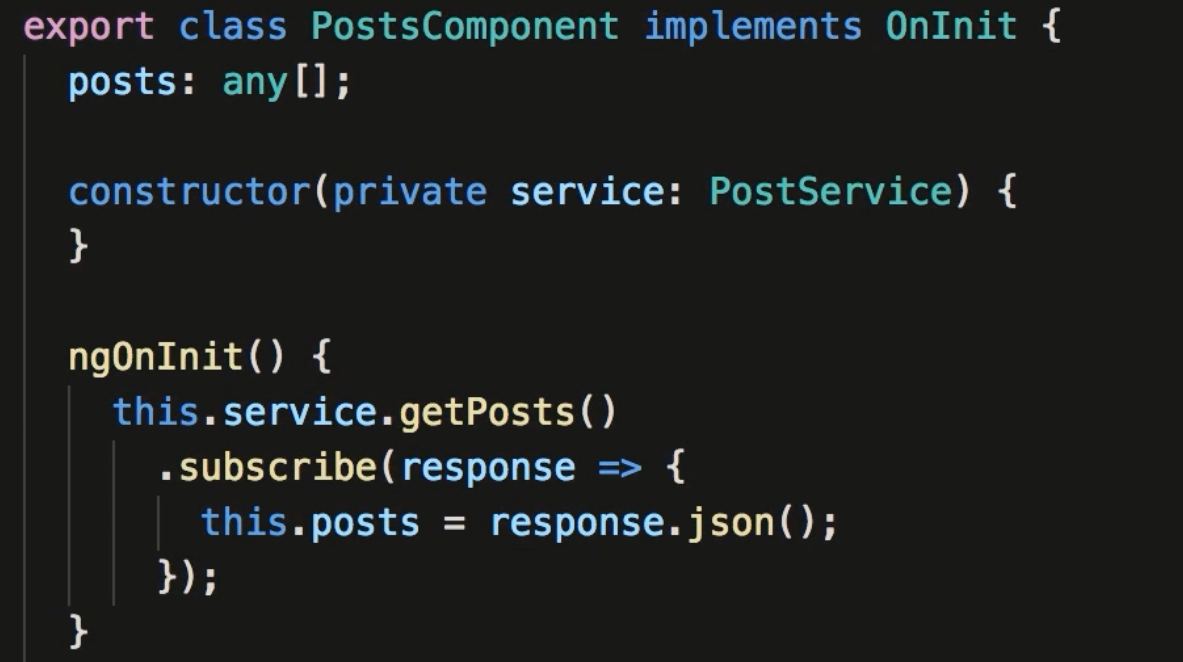 export class PostsComponent implements OnInit {
posts: any[];
constructor(private service: PostService) {
}
ngOnInit() {
this.service.getPosts()
.subscribe(response => {
this.posts = response.json();
});
}